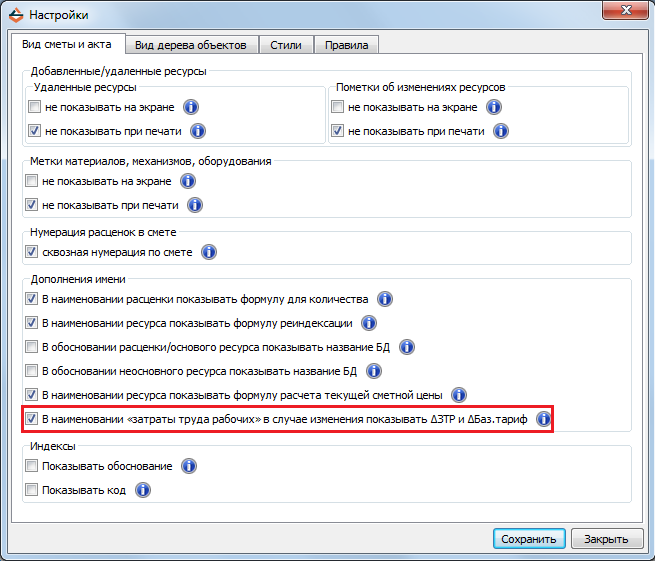 Настройки
Вид сметы и акта
Вид дерева объектов
Стили
Правила
Добавленные/удаленные ресурсы
Удаленные ресурсы
Пометки об изменениях ресурсов
не показывать на экране
не показывать на экране
не показывать при печати
не показывать при печати
Метки материалов, механизмов, оборудования
не показывать на экране
не показывать при печати
Нумерация расценок в смете
сквозная нумерация по смете
Дополнения имени
В наименовании расценки показывать формулу для количества
В наименовании ресурса показывать формулу реиндексации
В обосновании расценки/основого ресурса показывать название БД
В обосновании неосновного ресурса показывать название БД
В наименовании ресурса показывать формулу расчета текущей сметной цены
В наименовании «затраты труда рабочих» в случае изменения показывать ΔЗТР и ΔБаз.тариф
Индексы
Показывать обоснование
Показывать код
Сохранить
Закрыть